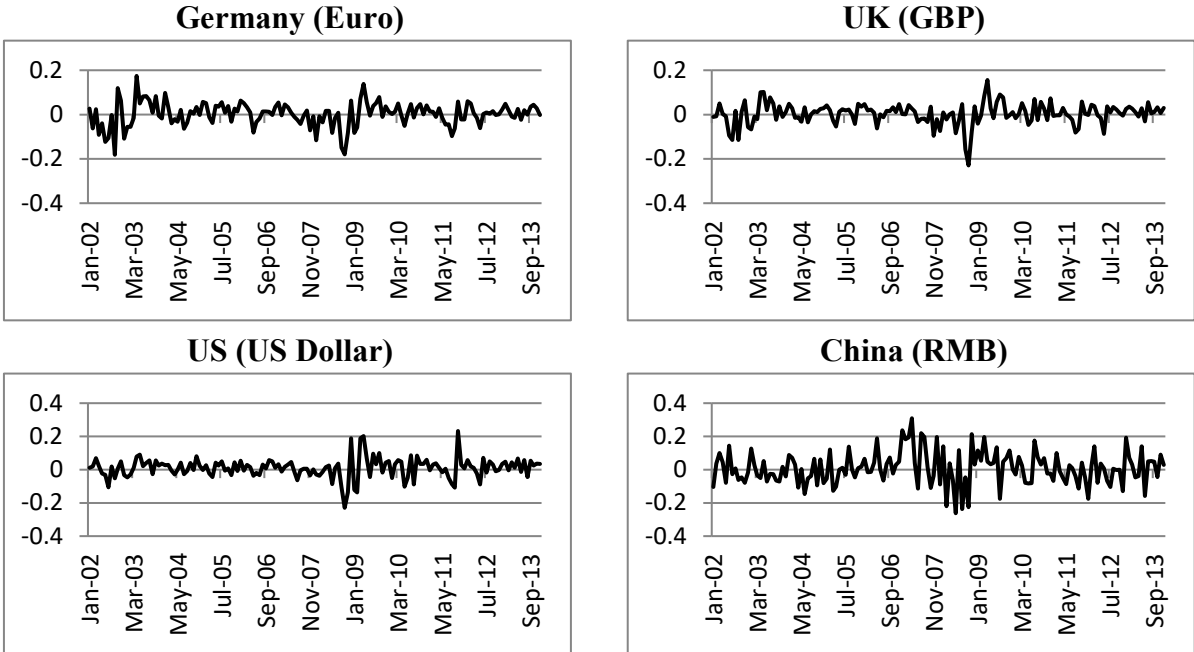 Germany (Euro)
0.2
0
-0.2
-0.4
Jan-02
Mar-03
May-04
Jul-05
Sep-06
Nov-07
Jan-09
Mar-10
May-11
Jul-12
Sep-13
UK (GBP)
0.2
0
-0.2
-0.4
Jan-02
Mar-03
May-04
Jul-05
Sep-06
Nov-07
Jan-09
Mar-10
May-11
Jul-12
Sep-13
US (US Dollar)
0.4
0.2
0
-0.2
-0.4
Jan-02
Mar-03
May-04
Jul-05
Sep-06
Nov-07
Jan-09
Mar-10
May-11
Jul-12
Sep-13
China (RMB)
0.4
0.2
0
-0.2
-0.4
Jan-02
Mar-03
May-04
Jul-05
Sep-06
Nov-07
Jan-09
Mar-10
May-11
Jul-12
Sep-13